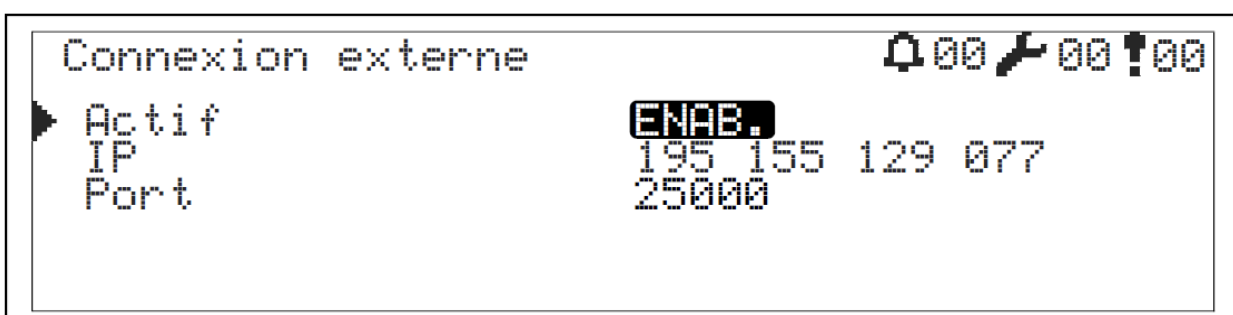 Connexion externe 00 00 00
Actif ENAB.
IP 195 155 129 077
Port 25000